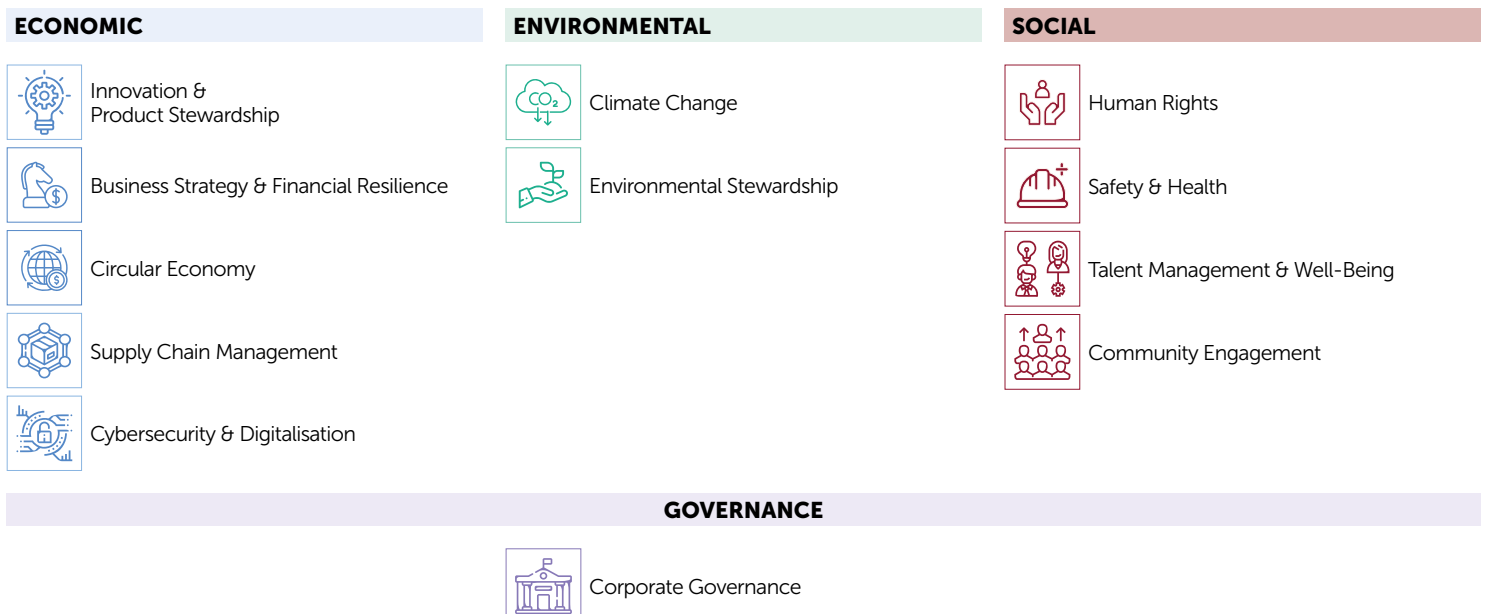 ECONOMIC
Innovation &
Product Stewardship
Business Strategy & Financial Resilience
$
Circular Economy
$
Supply Chain Management
Cybersecurity & Digitalisation
ENVIRONMENTAL
CO₂
Climate Change
Environmental Stewardship
SOCIAL
Human Rights
Safety & Health
Talent Management & Well-Being
Community Engagement
GOVERNANCE
Corporate Governance